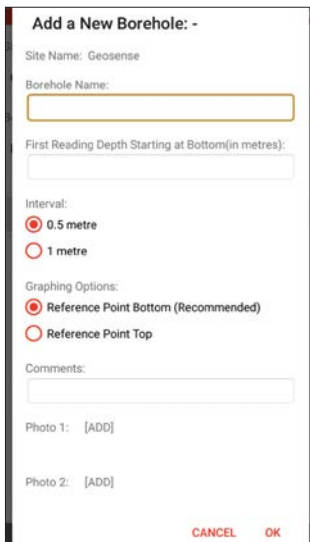 Add a New Borehole: -
Site Name: Geosense
Borehole Name:
First Reading Depth Starting at Bottom(in metres):
Interval:
0.5 metre
1 metre
Graphing Options:
Reference Point Bottom (Recommended)
Reference Point Top
Comments:
Photo 1: [ADD]
Photo 2: [ADD]
CANCEL OK